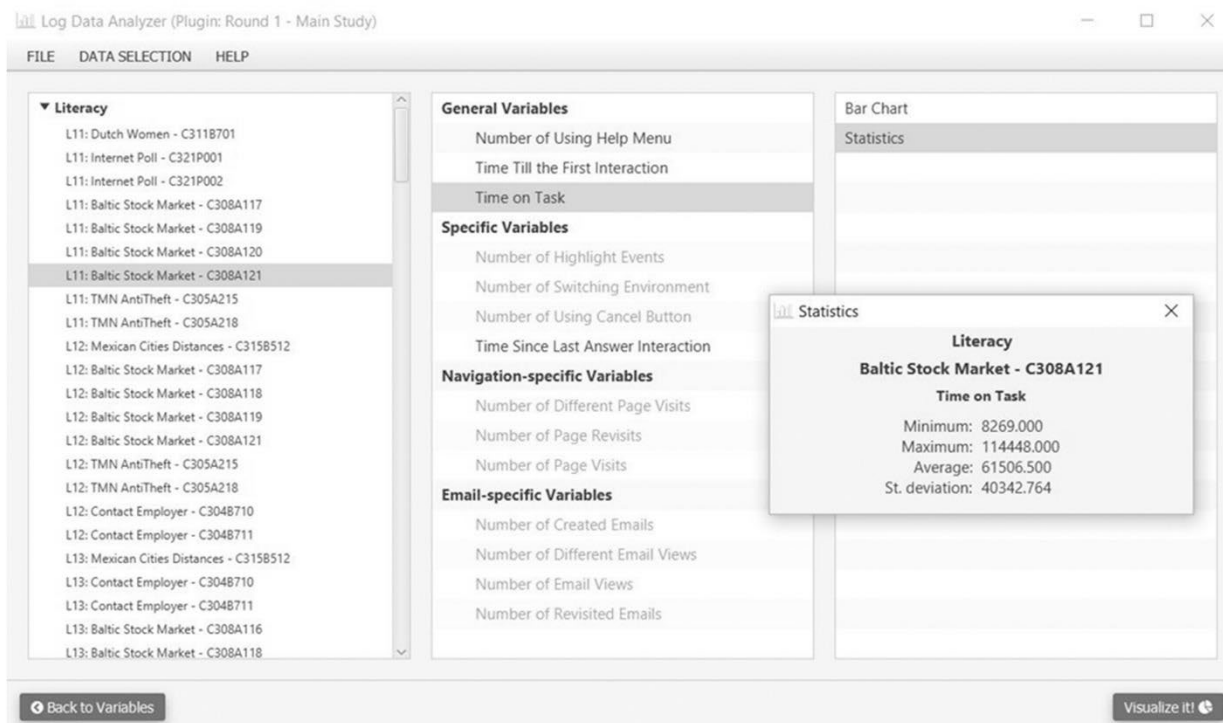 Log Data Analyzer (Plugin: Round 1 - Main Study)
FILE DATA SELECTION HELP
Literacy
L11: Dutch Women - C311B701
L11: Internet Poll - C321P001
L11: Internet Poll - C321P002
L11: Baltic Stock Market - C308A117
L11: Baltic Stock Market - C308A119
L11: Baltic Stock Market - C308A120
L11: Baltic Stock Market - C308A121
L11: TMN AntiTheft - C305A215
L11: TMN AntiTheft - C305A218
L12: Mexican Cities Distances - C315B512
L12: Baltic Stock Market - C308A117
L12: Baltic Stock Market - C308A118
L12: Baltic Stock Market - C308A119
L12: Baltic Stock Market - C308A121
L12: TMN AntiTheft - C305A215
L12: TMN AntiTheft - C305A218
L12: Contact Employer - C304B710
L12: Contact Employer - C304B711
L13: Mexican Cities Distances - C315B512
L13: Contact Employer - C304B710
L13: Contact Employer - C304B711
L13: Baltic Stock Market - C308A116
L13: Baltic Stock Market - C308A118
General Variables
Number of Using Help Menu
Time Till the First Interaction
Time on Task
Specific Variables
Number of Highlight Events
Number of Switching Environment
Number of Using Cancel Button
Time Since Last Answer Interaction
Navigation-specific Variables
Number of Different Page Visits
Number of Page Revisits
Number of Page Visits
Email-specific Variables
Number of Created Emails
Number of Different Email Views
Number of Email Views
Number of Revisited Emails
Bar Chart
Statistics
Statistics
Literacy
Baltic Stock Market - C308A121
Time on Task
Minimum: 8269.000
Maximum: 114448.000
Average: 61506.500
St. deviation: 40342.764
Back to Variables
Visualize it!